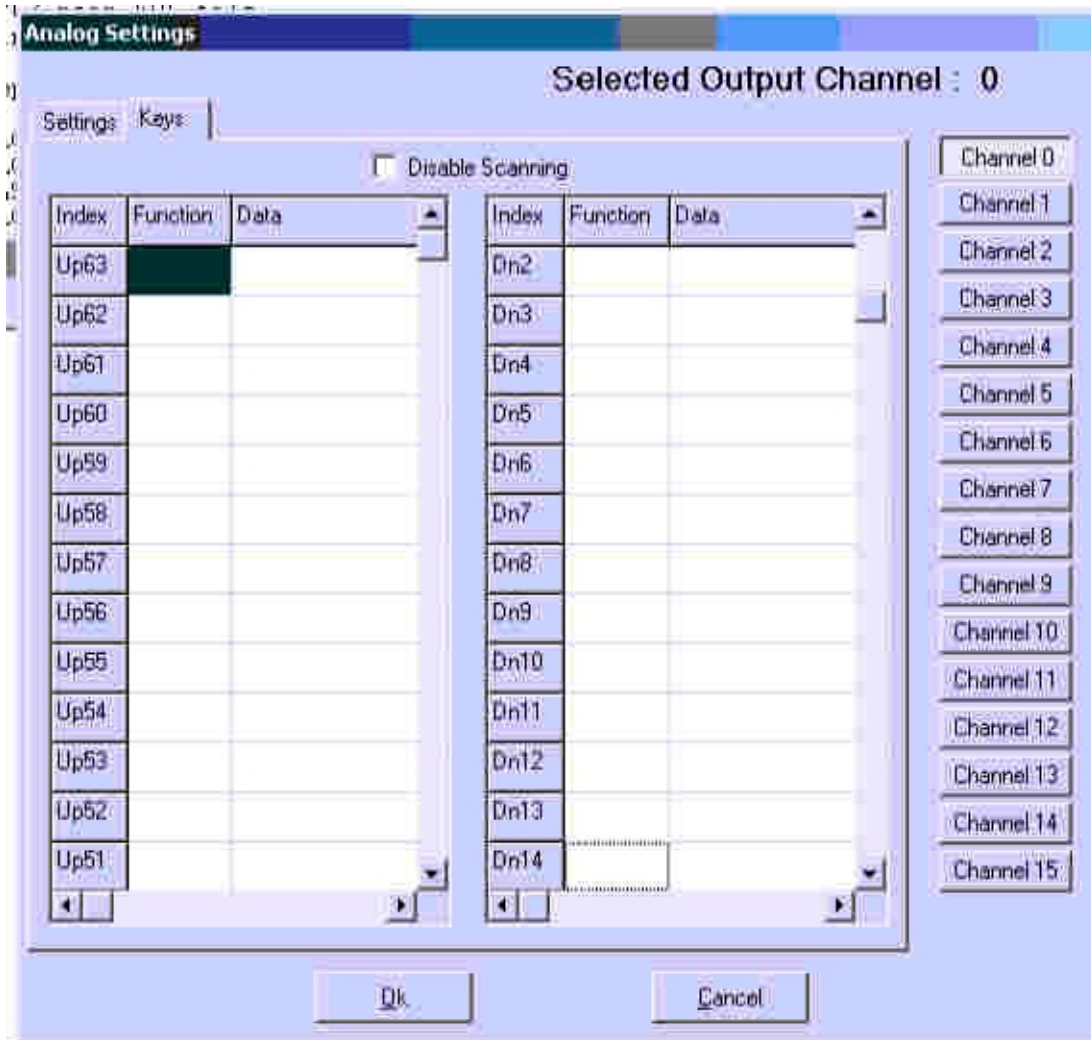 Analog Settings
Selected Output Channel : 0
Settings Keys
Disable Scanning
Index Function Data
Up63
Up62
Up61
Up60
Up59
Up58
Up57
Up56
Up55
Up54
Up53
Up52
Up51
Index Function Data
Dn2
Dn3
Dn4
Dn5
Dn6
Dn7
Dn8
Dn9
Dn10
Dn11
Dn12
Dn13
Dn14
Channel 0
Channel 1
Channel 2
Channel 3
Channel 4
Channel 5
Channel 6
Channel 7
Channel 8
Channel 9
Channel 10
Channel 11
Channel 12
Channel 13
Channel 14
Channel 15
Ok
Cancel